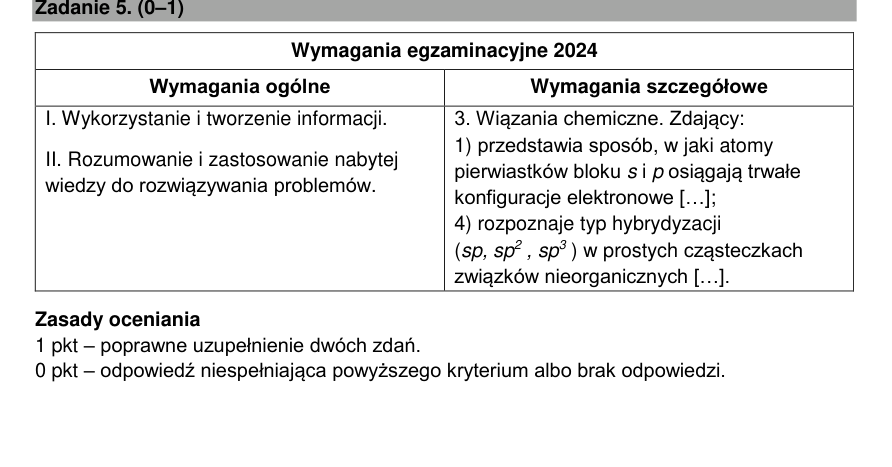 Zadanie 5. (0–1)
Wymagania egzaminacyjne 2024
Wymagania ogólne
Wymagania szczegółowe
I. Wykorzystanie i tworzenie informacji.
II. Rozumowanie i zastosowanie nabytej
wiedzy do rozwiązywania problemów.
3. Wiązania chemiczne. Zdający:
1) przedstawia sposób, w jaki atomy
pierwiastków bloku s i p osiągają trwałe
konfiguracje elektronowe […];
4) rozpoznaje typ hybrydyzacji
(sp, sp² , sp³ ) w prostych cząsteczkach
związków nieorganicznych […].
Zasady oceniania
1 pkt – poprawne uzupełnienie dwóch zdań.
0 pkt – odpowiedź niespełniająca powyższego kryterium albo brak odpowiedzi.